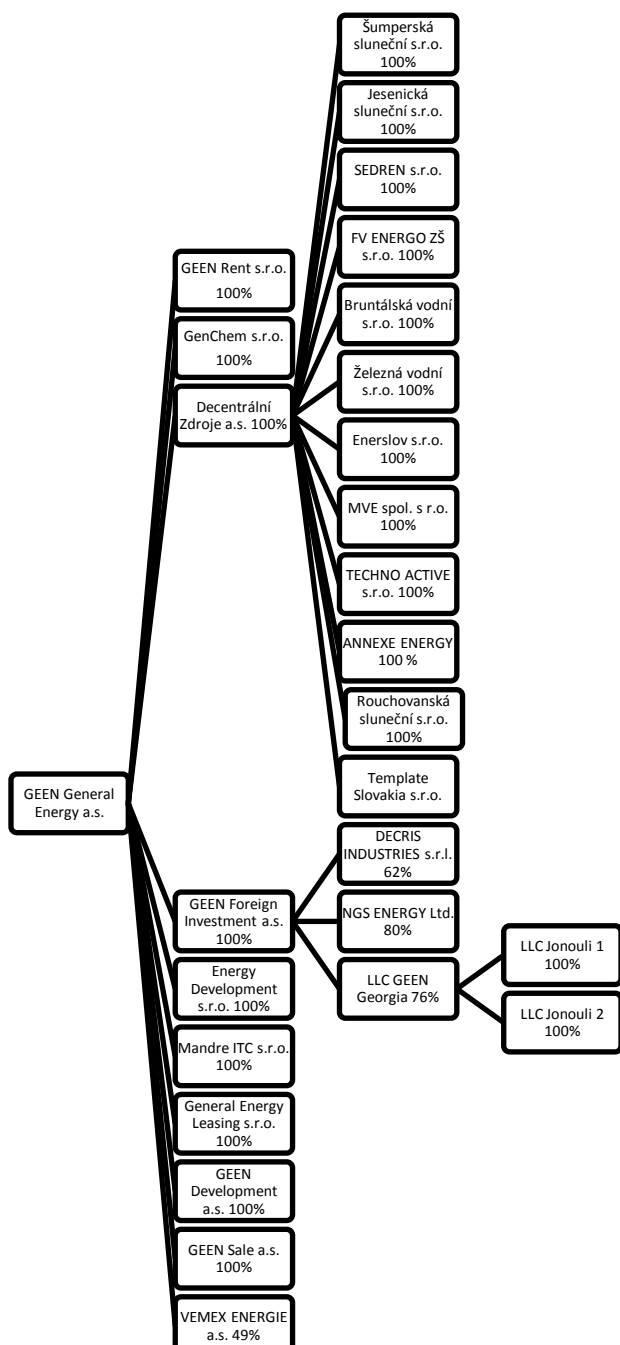 Šumperská
sluneční s.r.o.
100%
Jesenická
sluneční s.r.o.
100%
SEDREN s.r.o.
100%
FV ENERGO ZŠ
s.r.o. 100%
GEEN Rent s.r.o.
100%
Bruntálská vodní
s.r.o. 100%
GenChem s.r.o.
100%
Železná vodní
s.r.o. 100%
Decentrální
Zdroje a.s. 100%
Enerslov s.r.o.
100%
MVE spol. s r.o.
100%
TECHNO ACTIVE
s.r.o. 100%
ANNEXE ENERGY
100 %
Rouchovanská
sluneční s.r.o.
100%
GEEN General
Energy a.s.
Template
Slovakia s.r.o.
DECRIS
INDUSTRIES s.r.l.
62%
GEEN Foreign
Investment a.s.
100%
NGS ENERGY Ltd.
80%
LLC Jonouli 1
100%
Energy
Development
s.r.o. 100%
LLC GEEN
Georgia 76%
LLC Jonouli 2
100%
Mandre ITC s.r.o.
100%
General Energy
Leasing s.r.o.
100%
GEEN
Development
a.s. 100%
GEEN Sale a.s.
100%
VEMEX ENERGIE
a.s. 49%